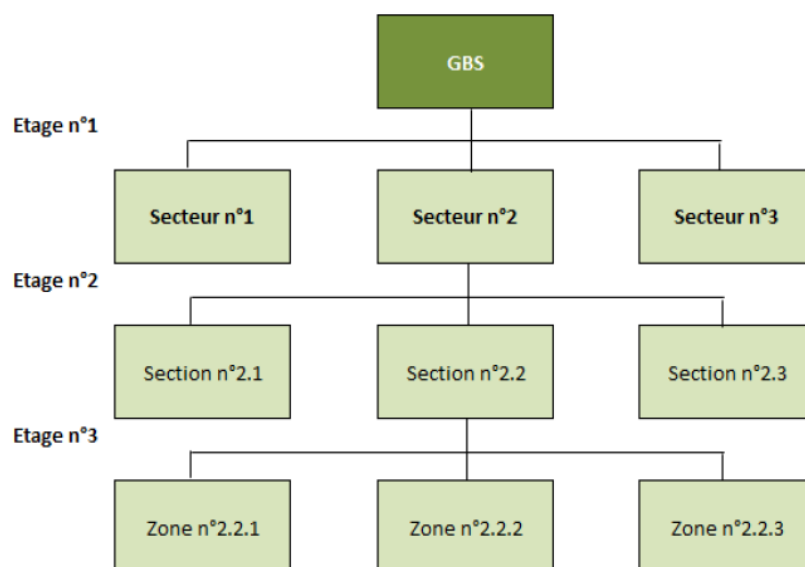 GBS
Etage n°1
Secteur n°1
Secteur n°2
Secteur n°3
Etage n°2
Section n°2.1
Section n°2.2
Section n°2.3
Etage n°3
Zone n°2.2.1
Zone n°2.2.2
Zone n°2.2.3